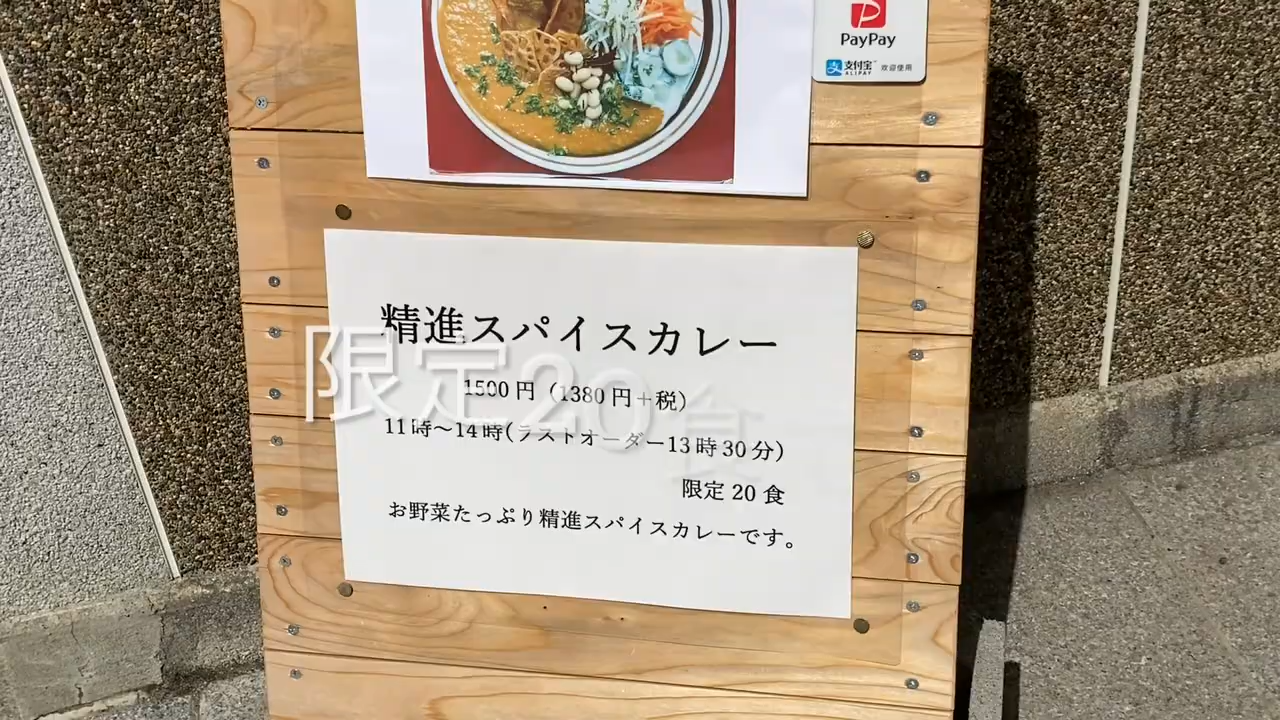 PayPay
支付宝 欢迎使用
ALIPAY
精進スパイスカレー
1500円（1380円＋税）
11時〜14時(ラストオーダー13時30分)
限定20食
限定20食
お野菜たっぷり精進スパイスカレーです。